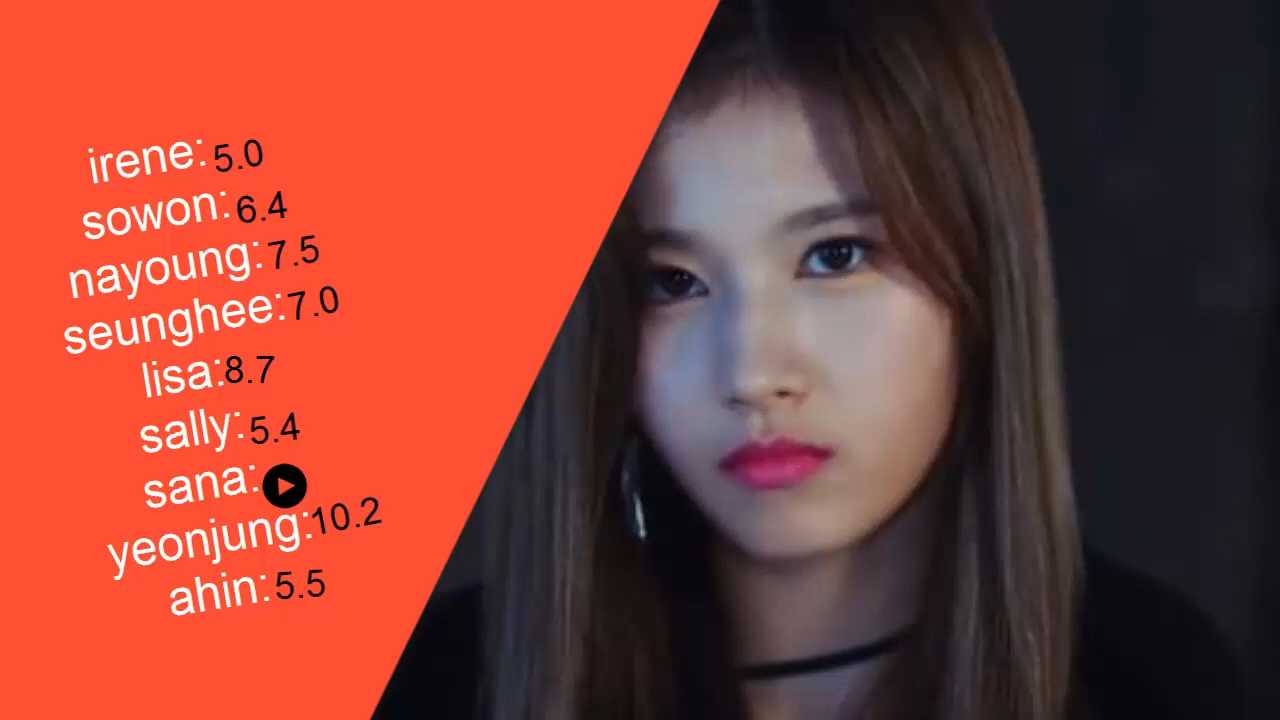 irene: 5.0
sowon: 6.4
nayoung: 7.5
seunghee: 7.0
lisa: 8.7
sally: 5.4
sana:
yeonjung: 10.2
ahin: 5.5